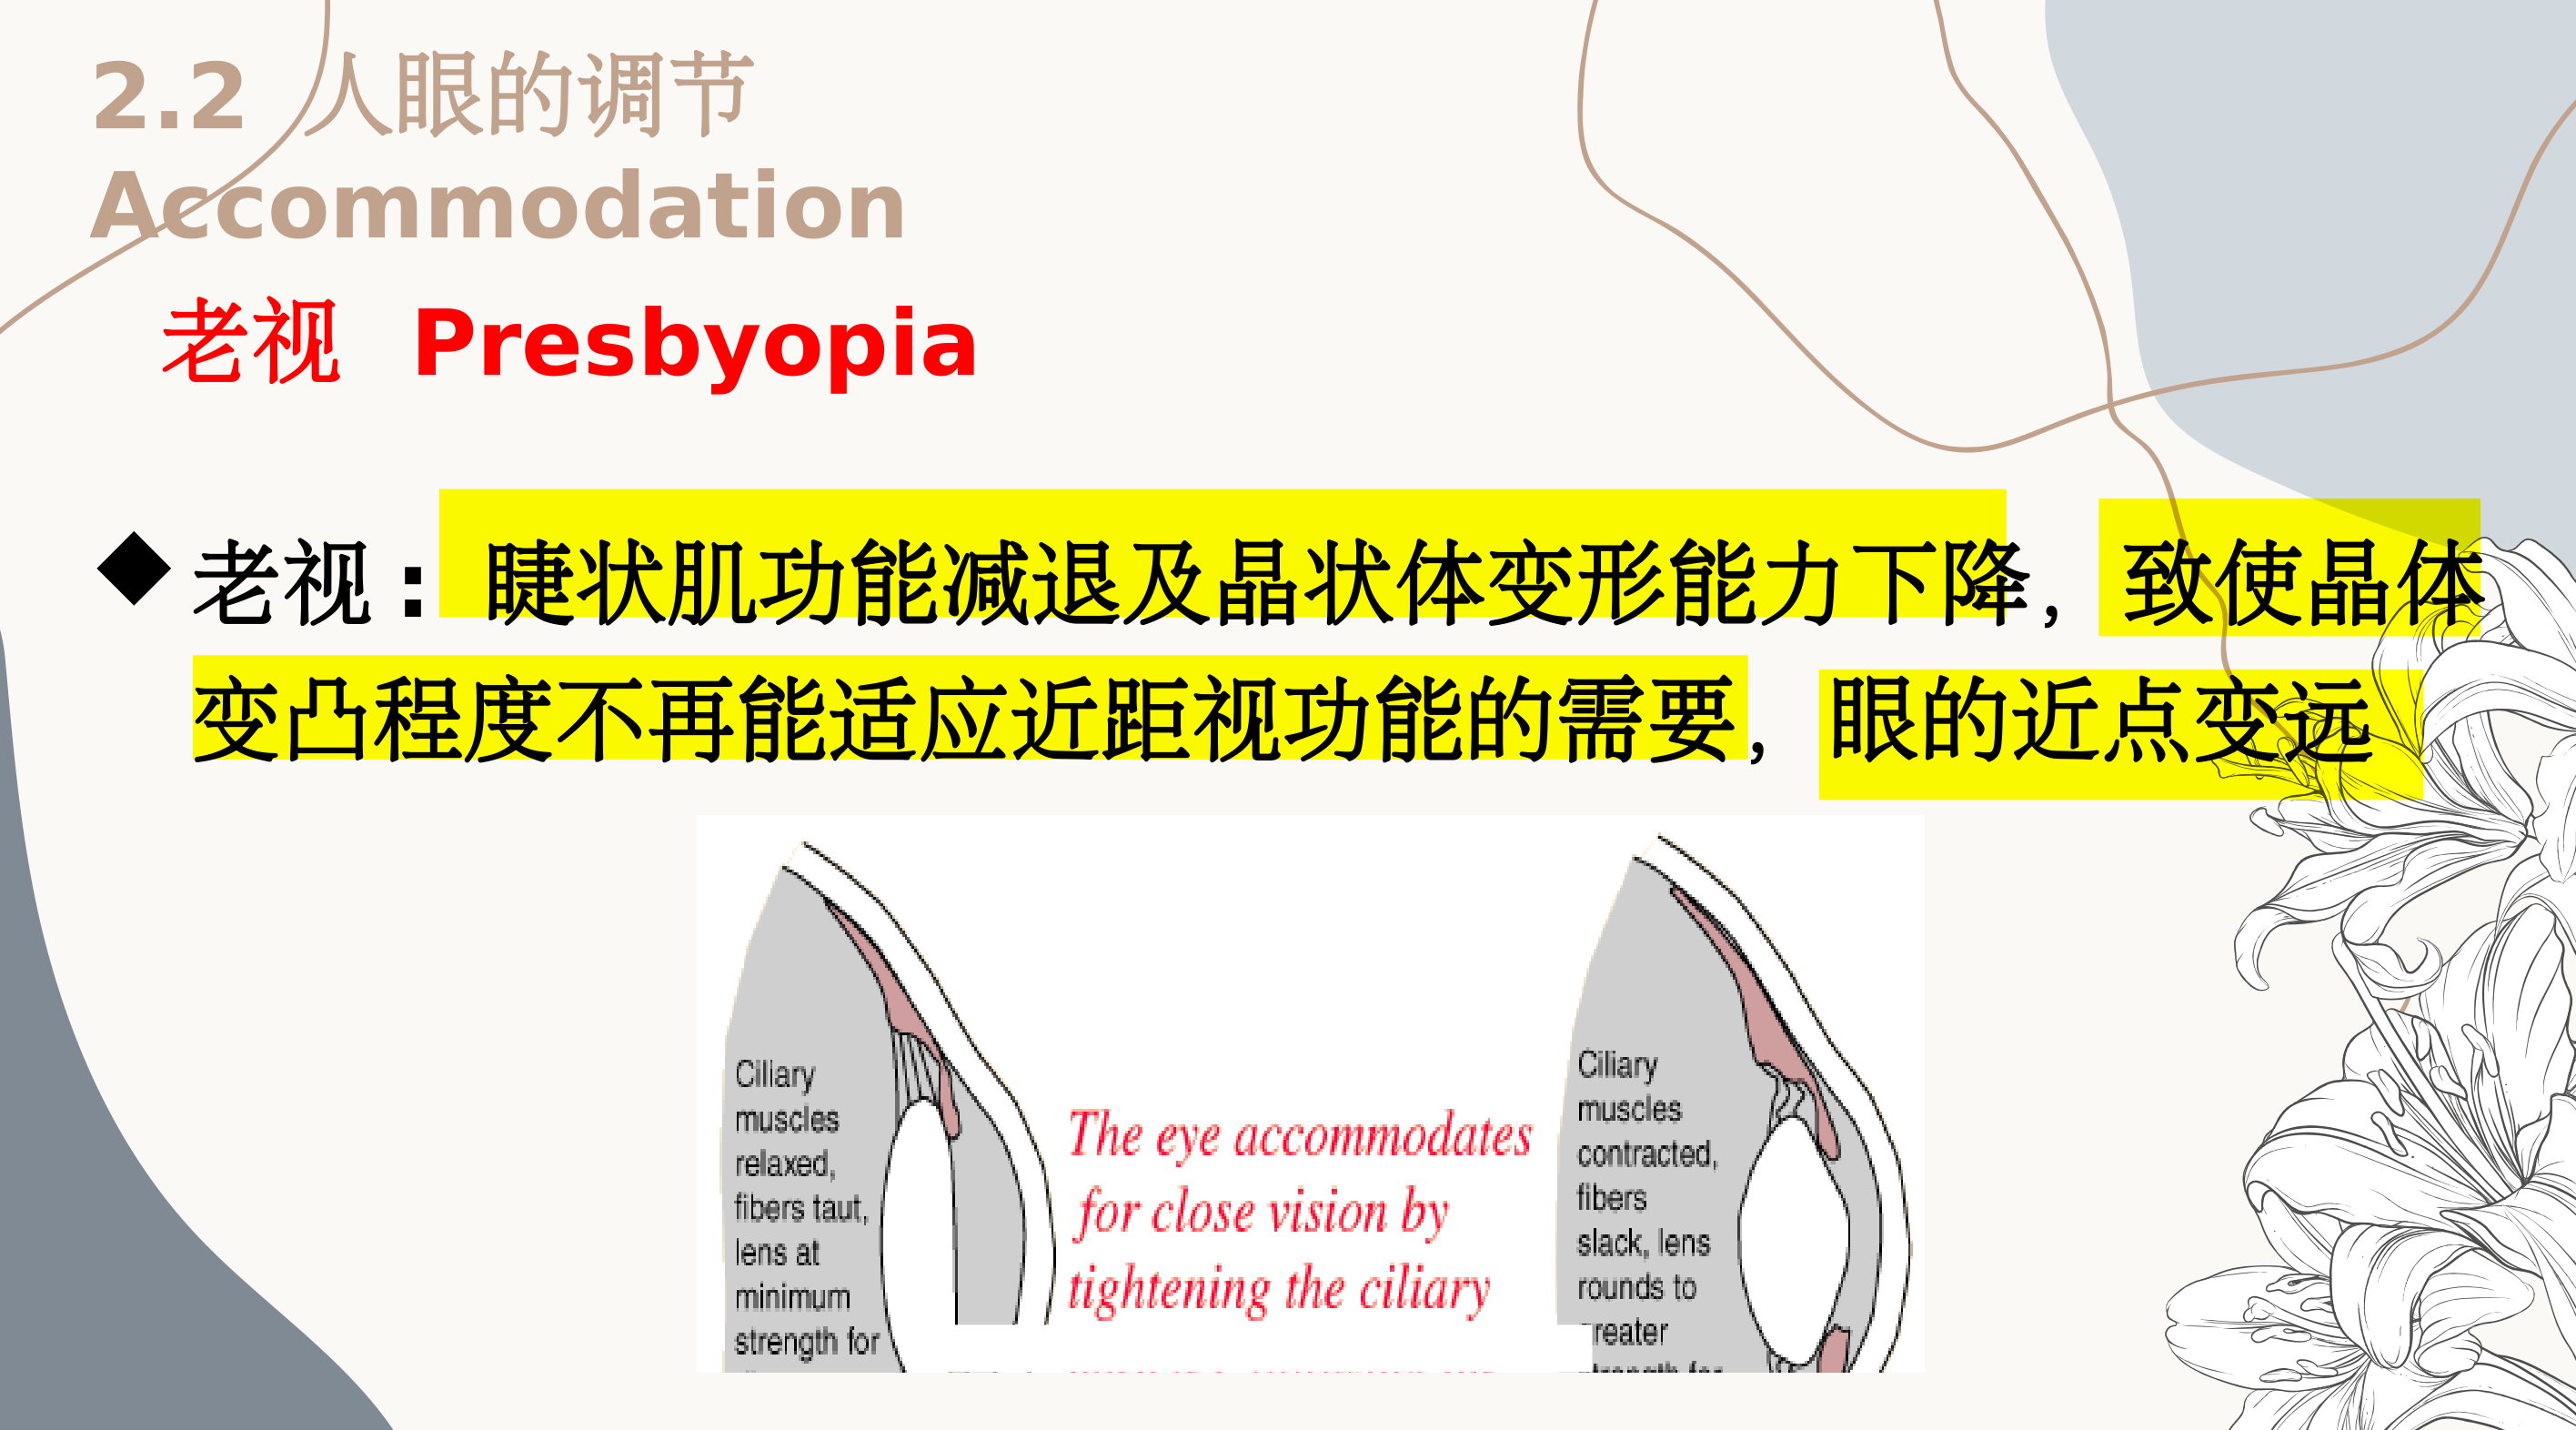 2.2 人眼的调节
Accommodation
老视 Presbyopia
◆老视： 睫状肌功能减退及晶状体变形能力下降，致使晶体
变凸程度不再能适应近距视功能的需要，眼的近点变远
Ciliary
muscles
relaxed,
fibers taut,
lens at
minimum
strength for
The eye accommodates
for close vision by
tightening the ciliary
Ciliary
muscles
contracted,
fibers
slack, lens
rounds to
reater